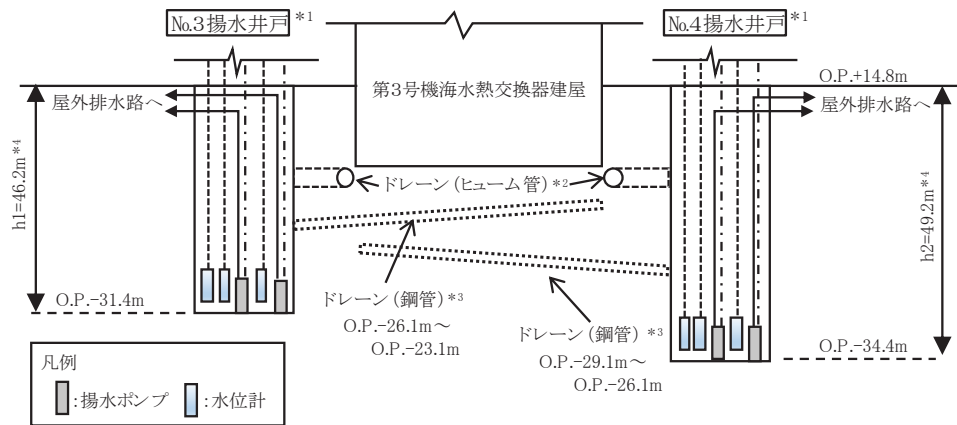 No.3揚水井戸*1
No.4揚水井戸*1
O.P.+14.8m
第3号機海水熱交換器建屋
屋外排水路へ
屋外排水路へ
h1=46.2m*4
ドレーン(ヒューム管)*2
h2=49.2m*4
O.P.-31.4m
ドレーン(鋼管)*3
O.P.-26.1m~
O.P.-23.1m
ドレーン(鋼管)*3
O.P.-29.1m~
O.P.-26.1m
O.P.-34.4m
凡例
:揚水ポンプ
:水位計